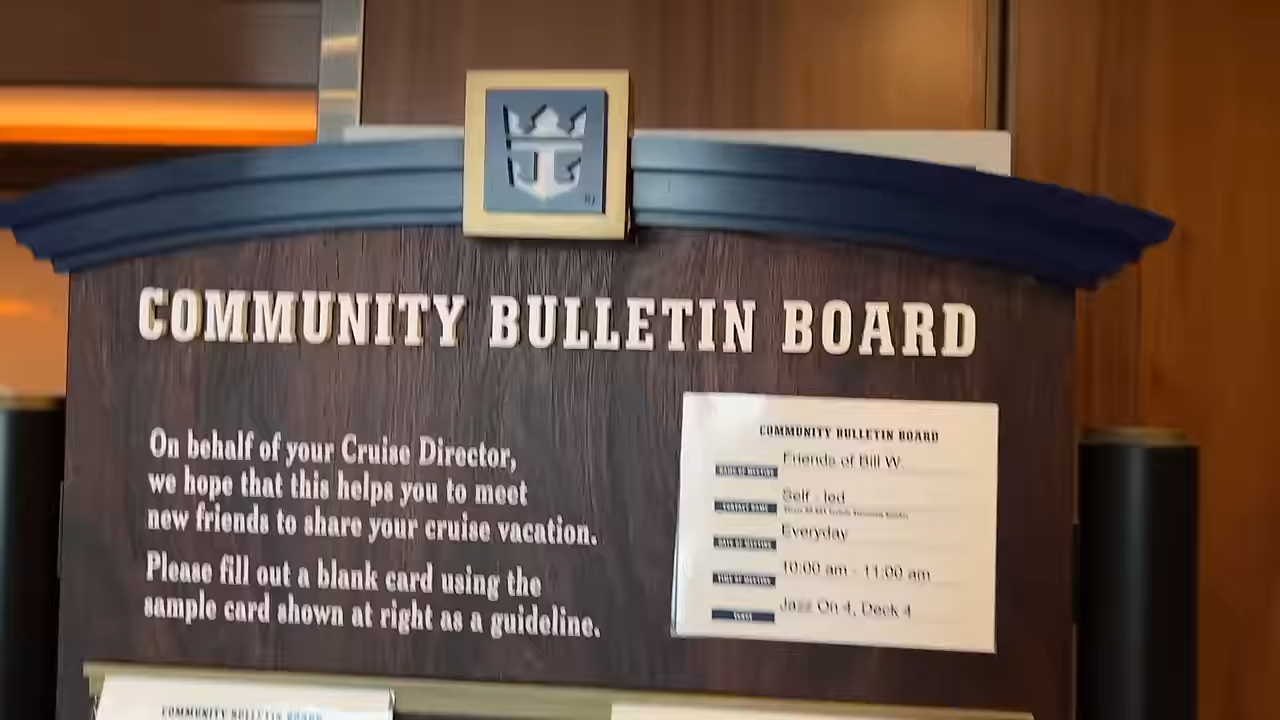 COMMUNITY BULLETIN BOARD
On behalf of your Cruise Director,
we hope that this helps you to meet
new friends to share your cruise vacation.
Please fill out a blank card using the
sample card shown at right as a guideline.
COMMUNITY BULLETIN BOARD
NAME OF MEETING Friends of Bill W.
CONTACT NAME Self - led
DAYS OF MEETING Everyday
TIME OF MEETING 10:00 am - 11:00 am
VENUE Jazz On 4, Deck 4
COMMUNITY BULLETIN BOARD